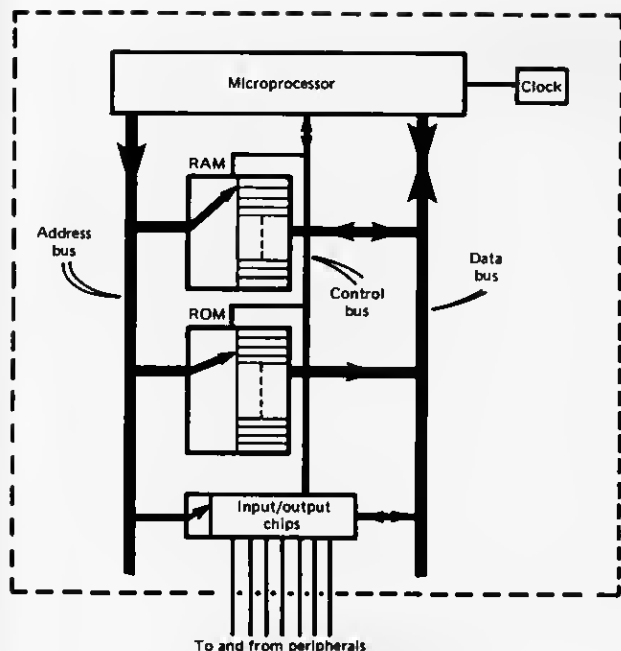 Microprocessor
Clock
RAM
Address
bus
Data
bus
Control
bus
ROM
Input/output
chips
To and from peripherals